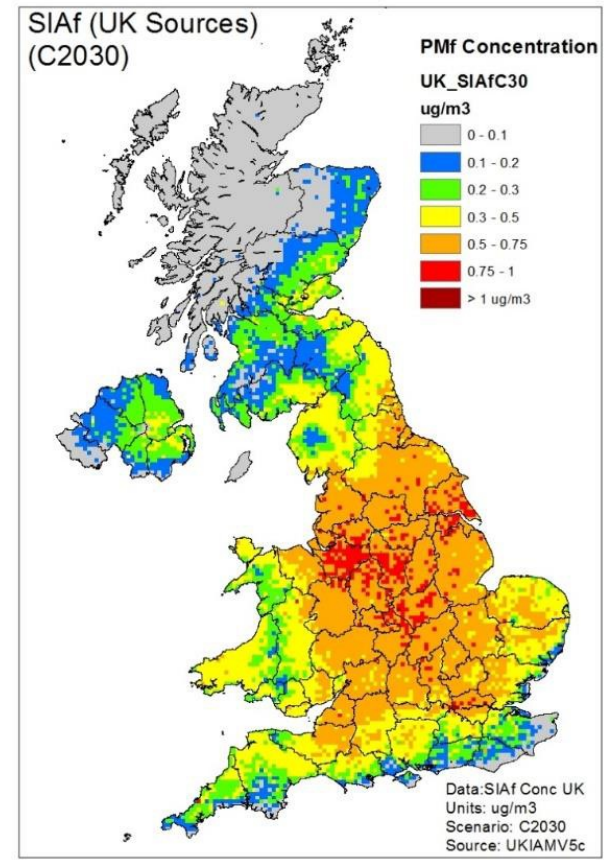 SIAf (UK Sources)
(C2030)
PMf Concentration
UK_SIAfC30
ug/m3
0 - 0.1
0.1 - 0.2
0.2 - 0.3
0.3 - 0.5
0.5 - 0.75
0.75 - 1
> 1 ug/m3
Data:SIAf Conc UK
Units: ug/m3
Scenario: C2030
Source: UKIAMV5c